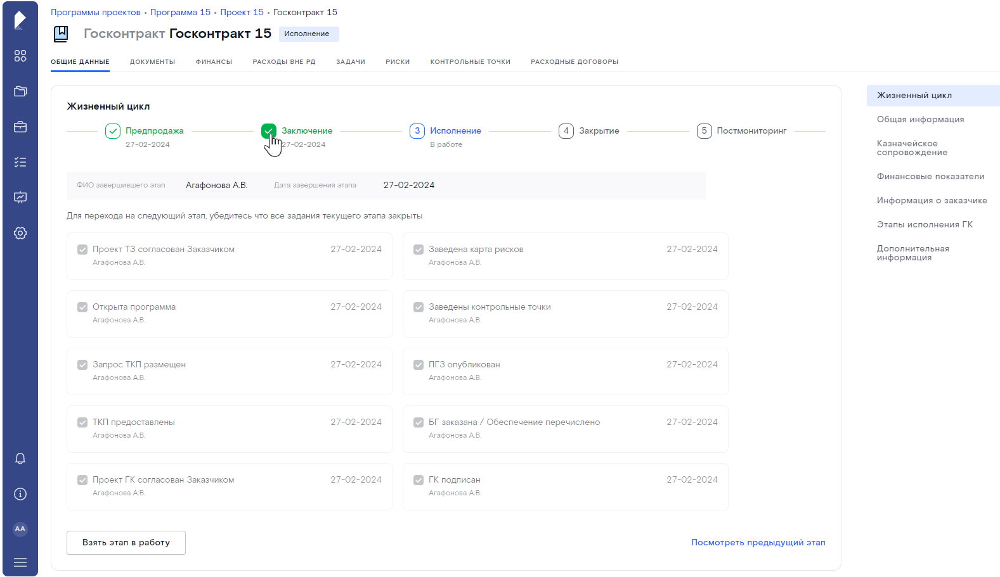 Программы проектов • Программа 15 • Проект 15 • Госконтракт 15
Госконтракт Госконтракт 15 Исполнение
ОБЩИЕ ДАННЫЕ ДОКУМЕНТЫ ФИНАНСЫ РАСХОДЫ ВНЕ РД ЗАДАЧИ РИСКИ КОНТРОЛЬНЫЕ ТОЧКИ РАСХОДНЫЕ ДОГОВОРЫ
Жизненный цикл
Предпродажа
27-02-2024
Заключение
27-02-2024
3 Исполнение
В работе
4 Закрытие
5 Постмониторинг
ФИО завершившего этап Агафонова А.В. Дата завершения этапа 27-02-2024
Для перехода на следующий этап, убедитесь что все задания текущего этапа закрыты
Проект ТЗ согласован Заказчиком 27-02-2024
Агафонова А.В.
Заведена карта рисков 27-02-2024
Агафонова А.В.
Открыта программа 27-02-2024
Агафонова А.В.
Заведены контрольные точки 27-02-2024
Агафонова А.В.
Запрос ТКП размещен 27-02-2024
Агафонова А.В.
ПГЗ опубликован 27-02-2024
Агафонова А.В.
ТКП предоставлены 27-02-2024
Агафонова А.В.
БГ заказана / Обеспечение перечислено 27-02-2024
Агафонова А.В.
Проект ГК согласован Заказчиком 27-02-2024
Агафонова А.В.
ГК подписан 27-02-2024
Агафонова А.В.
Взять этап в работу
Посмотреть предыдущий этап
Жизненный цикл
Общая информация
Казначейское
сопровождение
Финансовые показатели
Информация о заказчике
Этапы исполнения ГК
Дополнительная
информация
AA